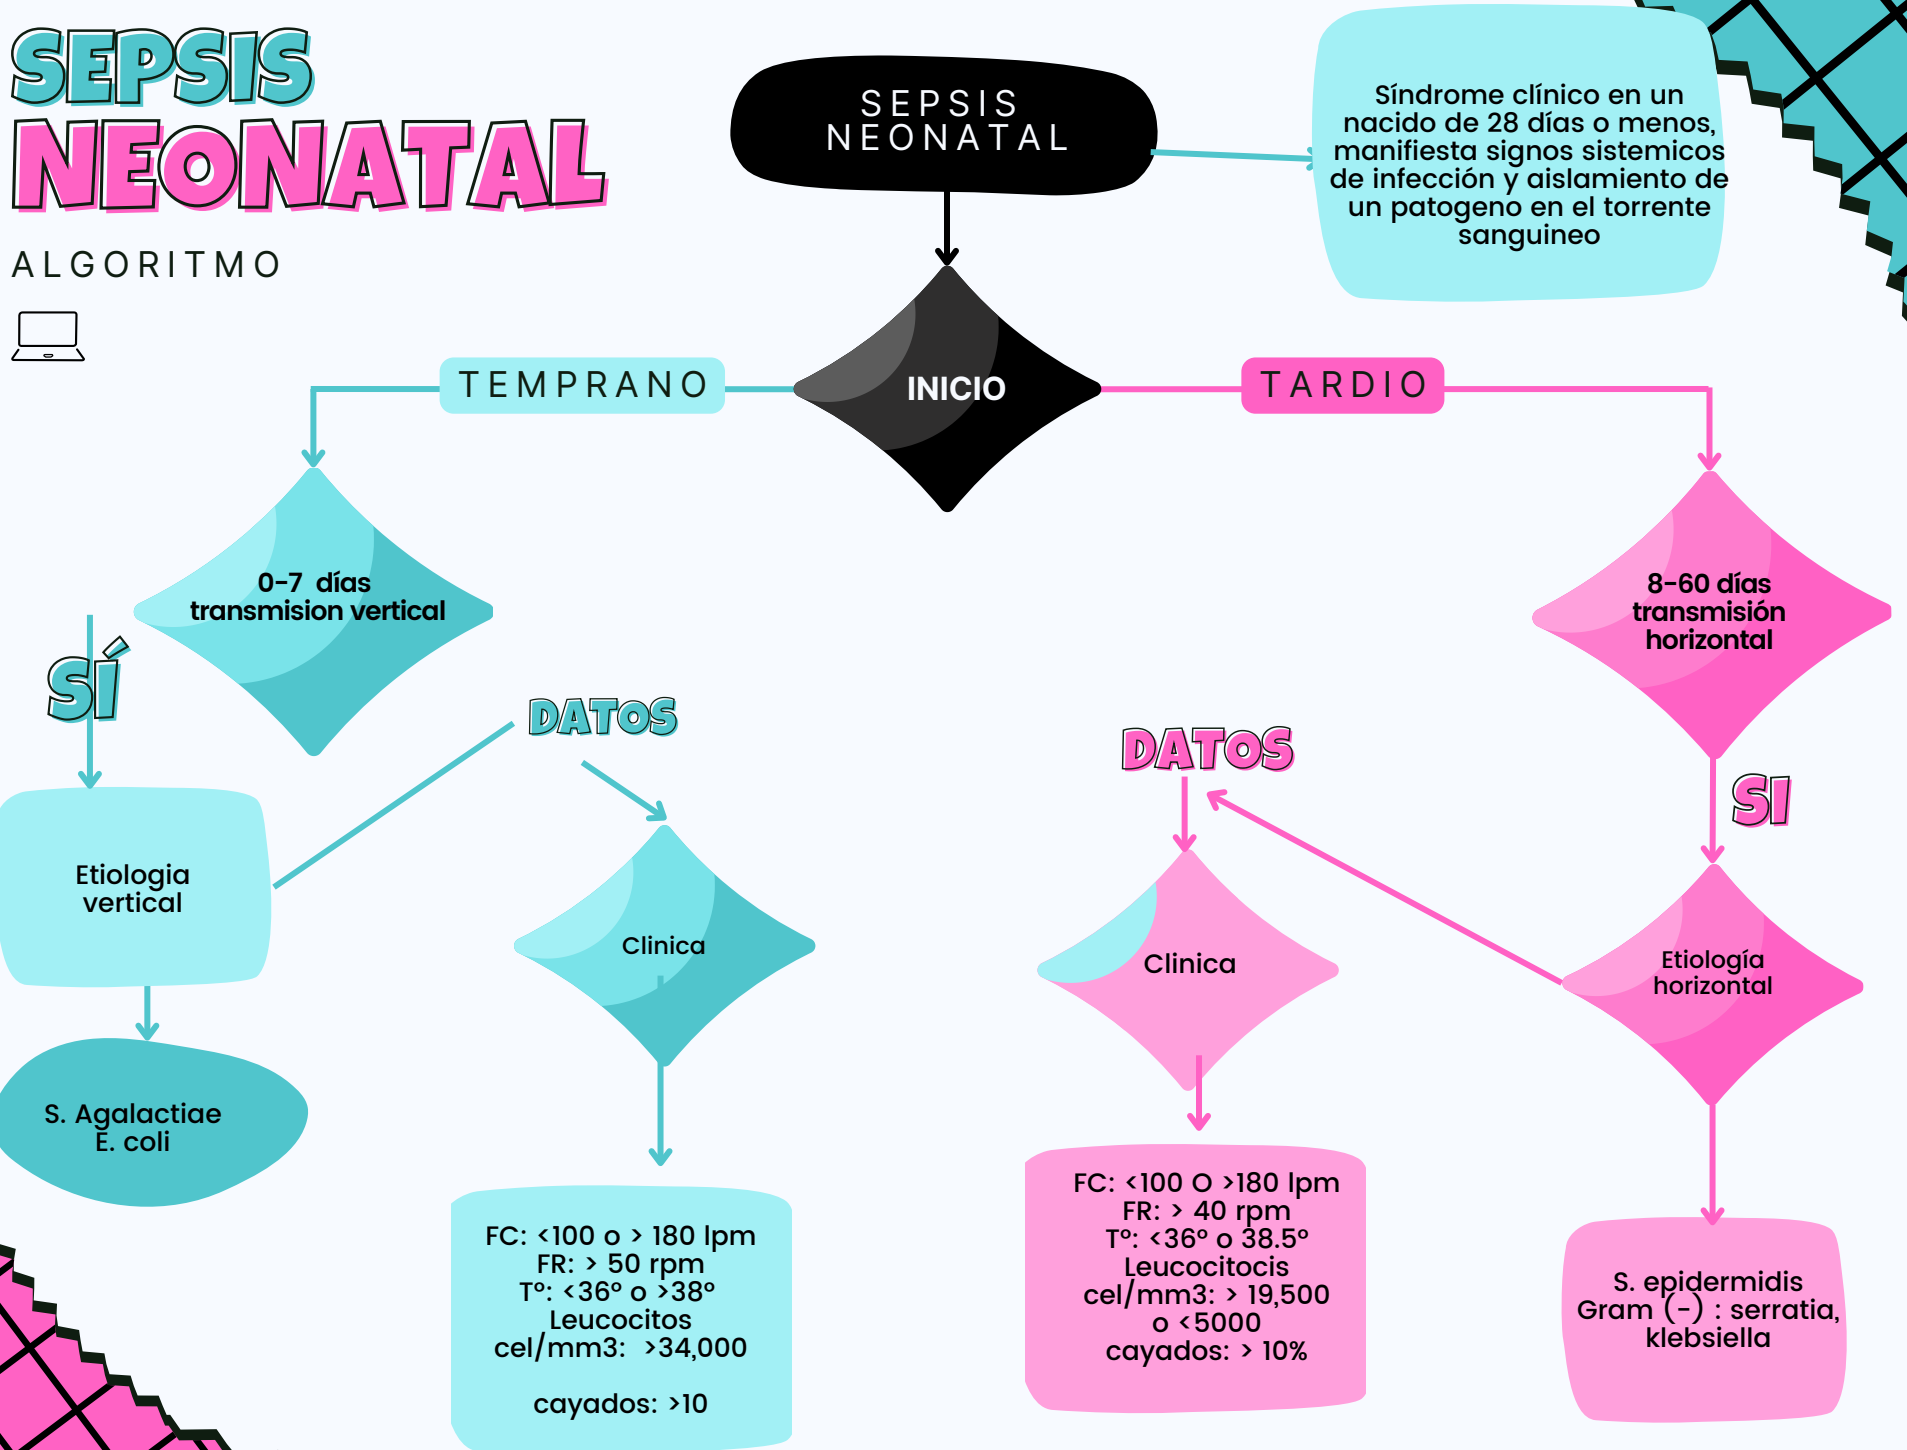 SEPSIS
NEONATAL
ALGORITMO
SEPSIS
NEONATAL
Síndrome clínico en un
nacido de 28 días o menos,
manifiesta signos sistemicos
de infección y aislamiento de
un patogeno en el torrente
sanguineo
TEMPRANO
INICIO
TARDIO
0-7 días
transmision vertical
8-60 días
transmisión
horizontal
SÍ
DATOS
DATOS
SI
Etiologia
vertical
Clinica
Clinica
Etiología
horizontal
S. Agalactiae
E. coli
FC: <100 o > 180 lpm
FR: > 50 rpm
Tº: <36º o >38º
Leucocitos
cel/mm3: >34,000
cayados: >10
FC: <100 O >180 lpm
FR: > 40 rpm
Tº: <36º o 38.5º
Leucocitocis
cel/mm3: > 19,500
o <5000
cayados: > 10%
S. epidermidis
Gram (-) : serratia,
klebsiella